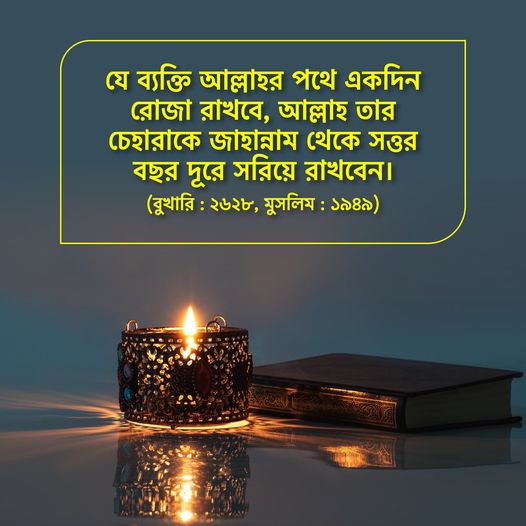 যে ব্যক্তি আল্লাহর পথে একদিন
রোজা রাখবে, আল্লাহ তার
চেহারাকে জাহান্নাম থেকে সত্তর
বছর দূরে সরিয়ে রাখবেন।
(বুখারি : ২৬২৮, মুসলিম : ১৯৪৯)